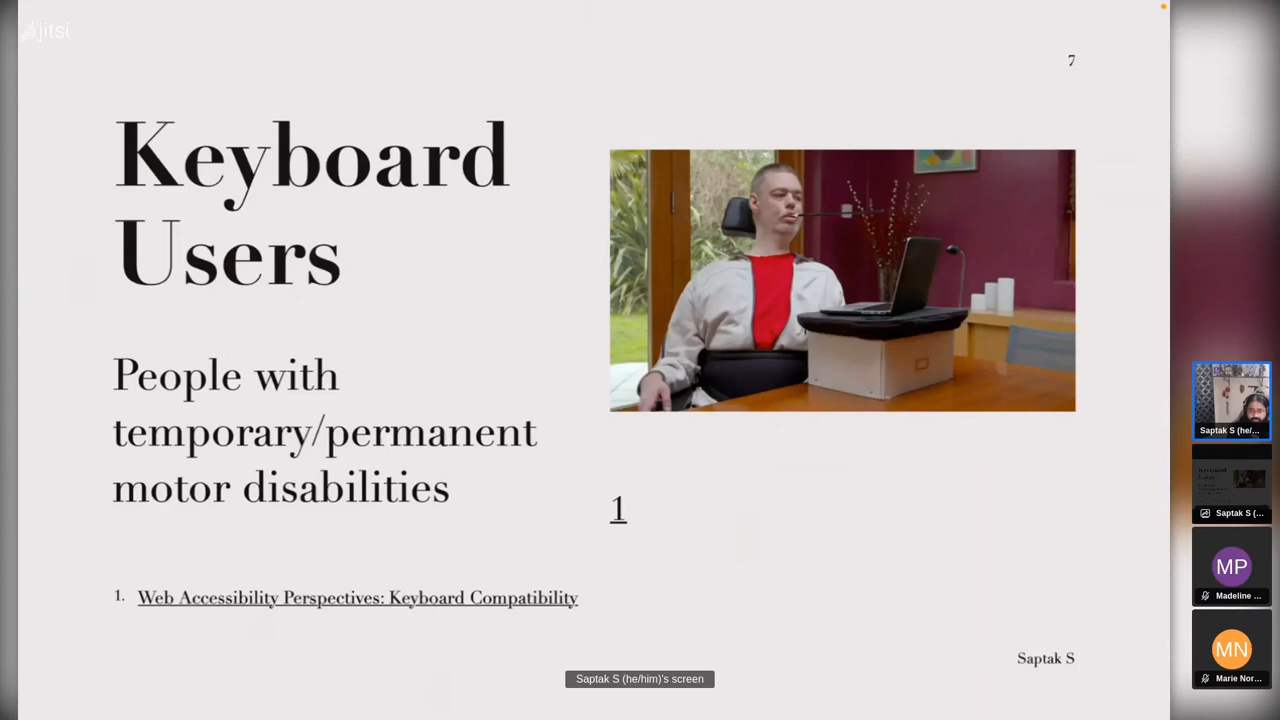 jitsi
7
Keyboard
Users
People with
temporary/permanent
motor disabilities
1
1. Web Accessibility Perspectives: Keyboard Compatibility
Saptak S
Saptak S (he/him)'s screen
Saptak S (he/...
Saptak S (...
MP
Madeline ...
MN
Marie Nor...